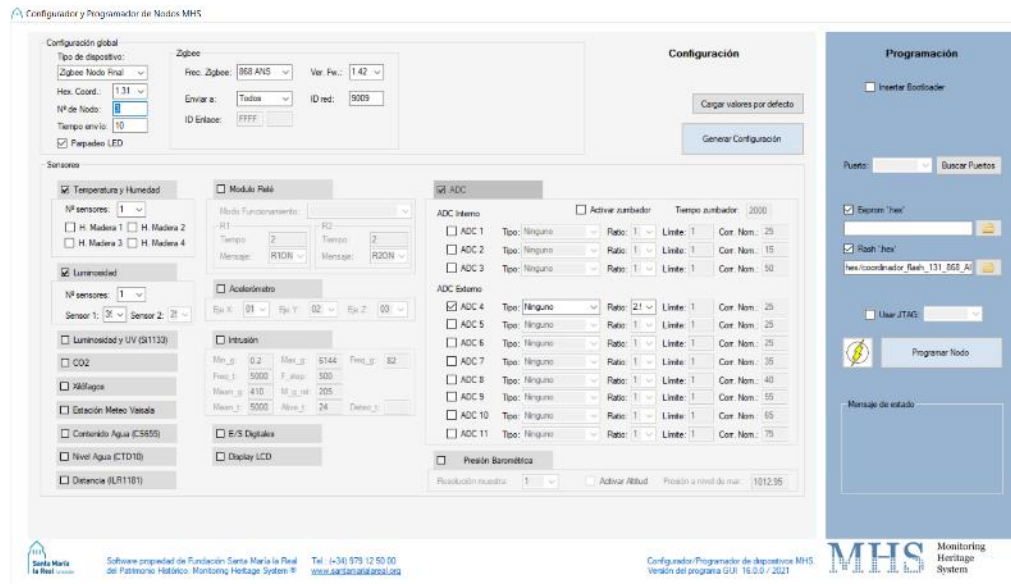 Configurador y Programador de Nodos MHS
Configuración global
Tipo de dispositivo:
Zigbee Nodo Final
Hex. Coord.: 1.31
Nº de Nodo: 3
Tiempo envío: 10
Parpadeo LED
Zigbee
Frec. Zigbee: 868 ANS Ver. Fw.: 1.42
Enviar a: Todos ID red: 9009
ID Enlace: FFFF
Configuración
Cargar valores por defecto
Generar Configuración
Sensores
Temperatura y Humedad
Nº sensores: 1
H. Madera 1 H. Madera 2
H. Madera 3 H. Madera 4
Luminosidad
Nº sensores: 1
Sensor 1: Sensor 2:
Luminosidad y UV (Si1133)
CO2
Xilófagos
Estación Meteo Vaisala
Contenido Agua (CS655)
Nivel Agua (CTD10)
Distancia (ILR1181)
Modulo Relé
Modo Funcionamiento:
R1 R2
Tiempo 2 Tiempo 2
Mensaje: R1ON Mensaje: R2ON
Acelerómetro
Eje X: 01 Eje Y: 02 Eje Z: 00
Intrusión
Min_g: 0.2 Max_g: 6144 Freq_g: 82
Freq_t: 5000 F_stop: 500
Mean_g: 410 M_g_ref: 205
Mean_t: 5000 Alive_t: 24 Detec_t:
E/S Digitales
Display LCD
ADC
ADC Interno Activar zumbador Tiempo zumbador: 2000
ADC 1 Tipo: Ninguno Ratio: 1 Límite: 1 Corr. Nom.: 25
ADC 2 Tipo: Ninguno Ratio: 1 Límite: 1 Corr. Nom.: 15
ADC 3 Tipo: Ninguno Ratio: 1 Límite: 1 Corr. Nom.: 50
ADC Externo
ADC 4 Tipo: Ninguno Ratio: 2.1 Límite: 1 Corr. Nom.: 25
ADC 5 Tipo: Ninguno Ratio: 1 Límite: 1 Corr. Nom.: 25
ADC 6 Tipo: Ninguno Ratio: 1 Límite: 1 Corr. Nom.: 25
ADC 7 Tipo: Ninguno Ratio: 1 Límite: 1 Corr. Nom.: 35
ADC 8 Tipo: Ninguno Ratio: 1 Límite: 1 Corr. Nom.: 40
ADC 9 Tipo: Ninguno Ratio: 1 Límite: 1 Corr. Nom.: 55
ADC 10 Tipo: Ninguno Ratio: 1 Límite: 1 Corr. Nom.: 65
ADC 11 Tipo: Ninguno Ratio: 1 Límite: 1 Corr. Nom.: 75
Presión Barométrica
Resolución muestra: 1 Activar Altitud Presión a nivel de mar: 1012.95
Programación
Insertar Bootloader
Puerto: Buscar Puertos
Eeprom 'hex'
Flash 'hex'
hex/coordinador_flash_131_868_A
Usar JTAG:
Programar Nodo
Mensaje de estado
Santa María
la Real
Software propiedad de Fundación Santa María la Real
del Patrimonio Histórico. Monitoring Heritage System ®
Tel.: (+34) 979 12 50 00
www.santamarialareal.org
Configurador/Programador de dispositivos MHS
Versión del programa GUI 16.0.0 / 2021
MHS
Monitoring
Heritage
System